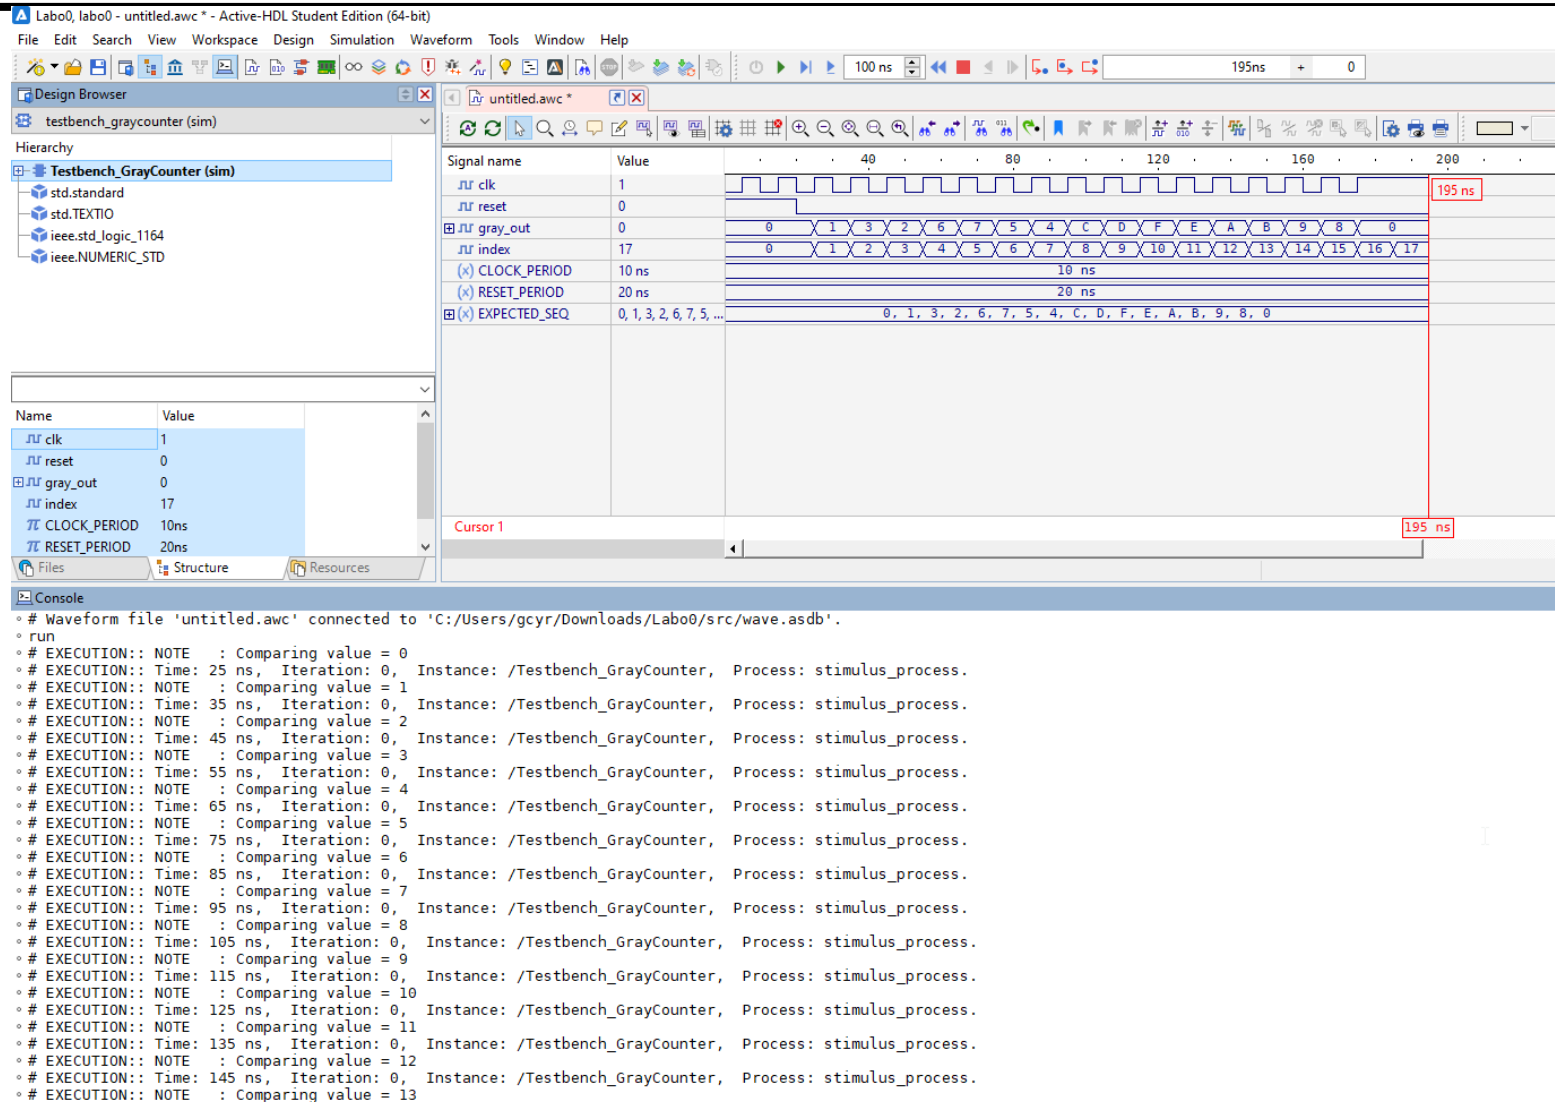 Labo0, labo0 - untitled.awc * - Active-HDL Student Edition (64-bit)
File Edit Search View Workspace Design Simulation Waveform Tools Window Help
100 ns 195ns + 0
Design Browser
testbench_graycounter (sim)
Hierarchy
Testbench_GrayCounter (sim)
std.standard
std.TEXTIO
ieee.std_logic_1164
ieee.NUMERIC_STD
Name Value
clk 1
reset 0
gray_out 0
index 17
CLOCK_PERIOD 10ns
RESET_PERIOD 20ns
Files Structure Resources
untitled.awc *
Signal name Value 40 80 120 160 200
clk 1
195 ns
reset 0
gray_out 0 0 1 3 2 6 7 5 4 C D F E A B 9 8 0
index 17 0 1 2 3 4 5 6 7 8 9 10 11 12 13 14 15 16 17
(x) CLOCK_PERIOD 10 ns 10 ns
(x) RESET_PERIOD 20 ns 20 ns
(x) EXPECTED_SEQ 0, 1, 3, 2, 6, 7, 5, ... 0, 1, 3, 2, 6, 7, 5, 4, C, D, F, E, A, B, 9, 8, 0
Cursor 1 195 ns
Console
# Waveform file 'untitled.awc' connected to 'C:/Users/gcyr/Downloads/Labo0/src/wave.asdb'.
run
# EXECUTION:: NOTE : Comparing value = 0
# EXECUTION:: Time: 25 ns, Iteration: 0, Instance: /Testbench_GrayCounter, Process: stimulus_process.
# EXECUTION:: NOTE : Comparing value = 1
# EXECUTION:: Time: 35 ns, Iteration: 0, Instance: /Testbench_GrayCounter, Process: stimulus_process.
# EXECUTION:: NOTE : Comparing value = 2
# EXECUTION:: Time: 45 ns, Iteration: 0, Instance: /Testbench_GrayCounter, Process: stimulus_process.
# EXECUTION:: NOTE : Comparing value = 3
# EXECUTION:: Time: 55 ns, Iteration: 0, Instance: /Testbench_GrayCounter, Process: stimulus_process.
# EXECUTION:: NOTE : Comparing value = 4
# EXECUTION:: Time: 65 ns, Iteration: 0, Instance: /Testbench_GrayCounter, Process: stimulus_process.
# EXECUTION:: NOTE : Comparing value = 5
# EXECUTION:: Time: 75 ns, Iteration: 0, Instance: /Testbench_GrayCounter, Process: stimulus_process.
# EXECUTION:: NOTE : Comparing value = 6
# EXECUTION:: Time: 85 ns, Iteration: 0, Instance: /Testbench_GrayCounter, Process: stimulus_process.
# EXECUTION:: NOTE : Comparing value = 7
# EXECUTION:: Time: 95 ns, Iteration: 0, Instance: /Testbench_GrayCounter, Process: stimulus_process.
# EXECUTION:: NOTE : Comparing value = 8
# EXECUTION:: Time: 105 ns, Iteration: 0, Instance: /Testbench_GrayCounter, Process: stimulus_process.
# EXECUTION:: NOTE : Comparing value = 9
# EXECUTION:: Time: 115 ns, Iteration: 0, Instance: /Testbench_GrayCounter, Process: stimulus_process.
# EXECUTION:: NOTE : Comparing value = 10
# EXECUTION:: Time: 125 ns, Iteration: 0, Instance: /Testbench_GrayCounter, Process: stimulus_process.
# EXECUTION:: NOTE : Comparing value = 11
# EXECUTION:: Time: 135 ns, Iteration: 0, Instance: /Testbench_GrayCounter, Process: stimulus_process.
# EXECUTION:: NOTE : Comparing value = 12
# EXECUTION:: Time: 145 ns, Iteration: 0, Instance: /Testbench_GrayCounter, Process: stimulus_process.
# EXECUTION:: NOTE : Comparing value = 13